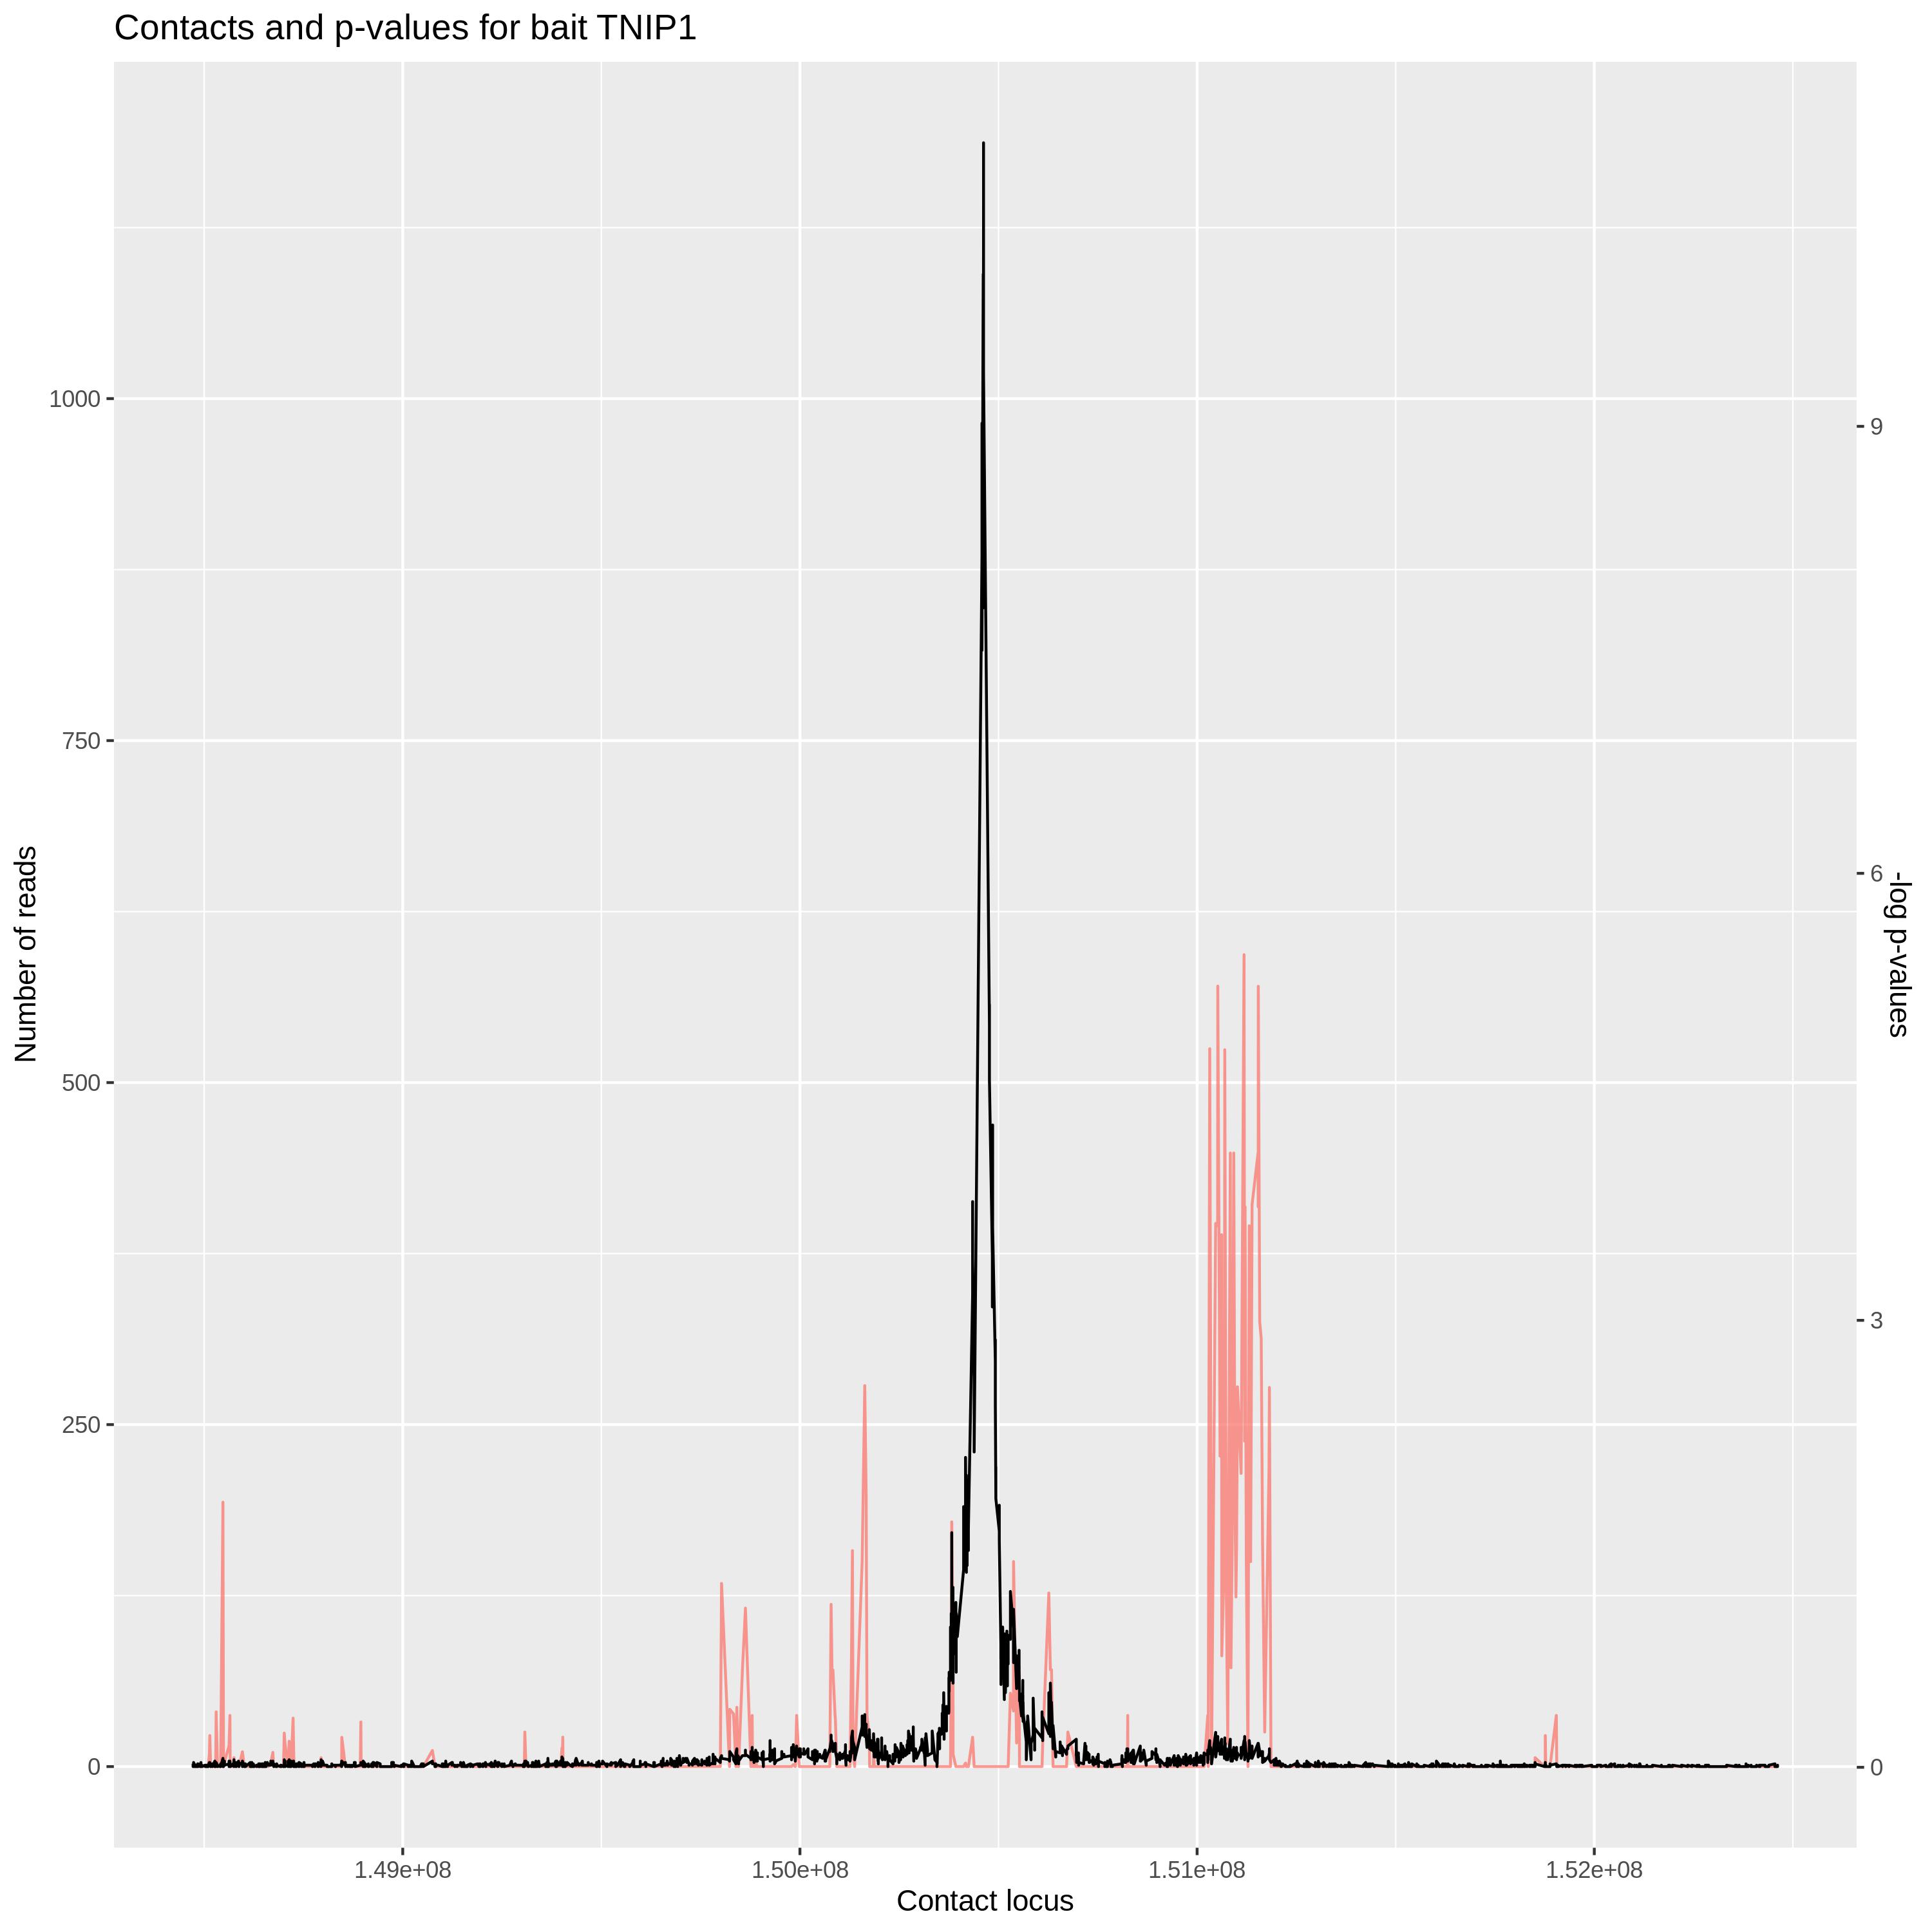 Contacts and p-values for bait TNIP1
Number of reads
1000
750
500
250
0
9
6
3
0
-log p-values
1.49e+08
1.50e+08
1.51e+08
1.52e+08
Contact locus